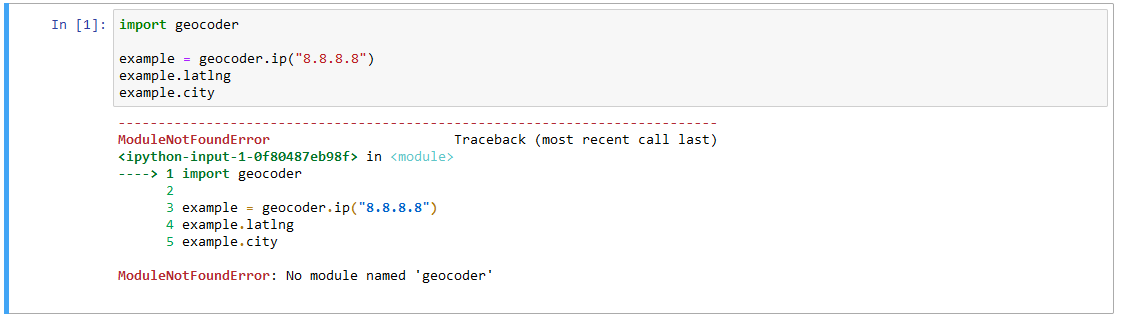 In [1]: import geocoder
example = geocoder.ip("8.8.8.8")
example.latlng
example.city
---------------------------------------------------------------------------
ModuleNotFoundError                       Traceback (most recent call last)
<ipython-input-1-0f80487eb98f> in <module>
----> 1 import geocoder
      2
      3 example = geocoder.ip("8.8.8.8")
      4 example.latlng
      5 example.city
ModuleNotFoundError: No module named 'geocoder'